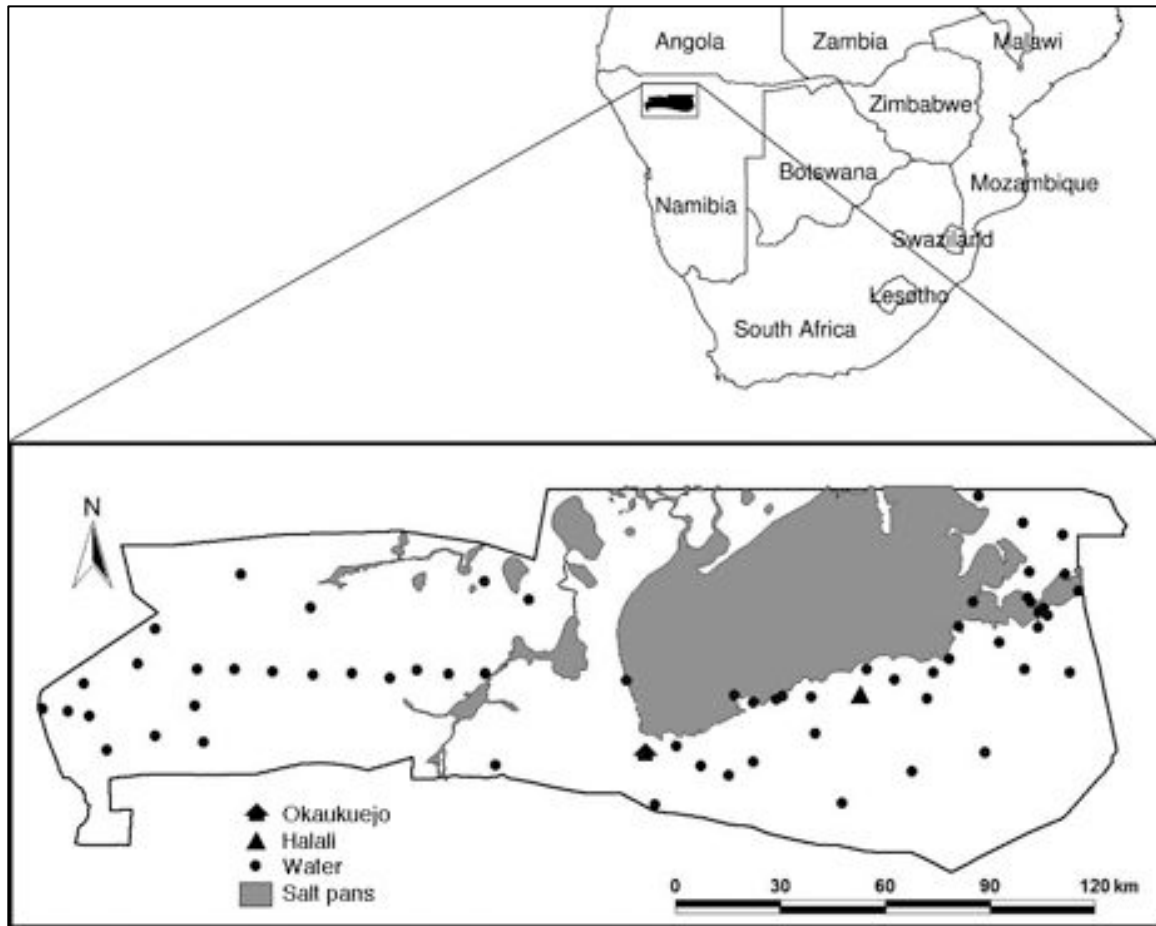 Angola
Zambia
Malawi
Zimbabwe
Botswana
Mozambique
Namibia
Swaziland
Lesotho
South Africa
N
Okaukuejo
Halali
Water
Salt pans
0 30 60 90 120 km